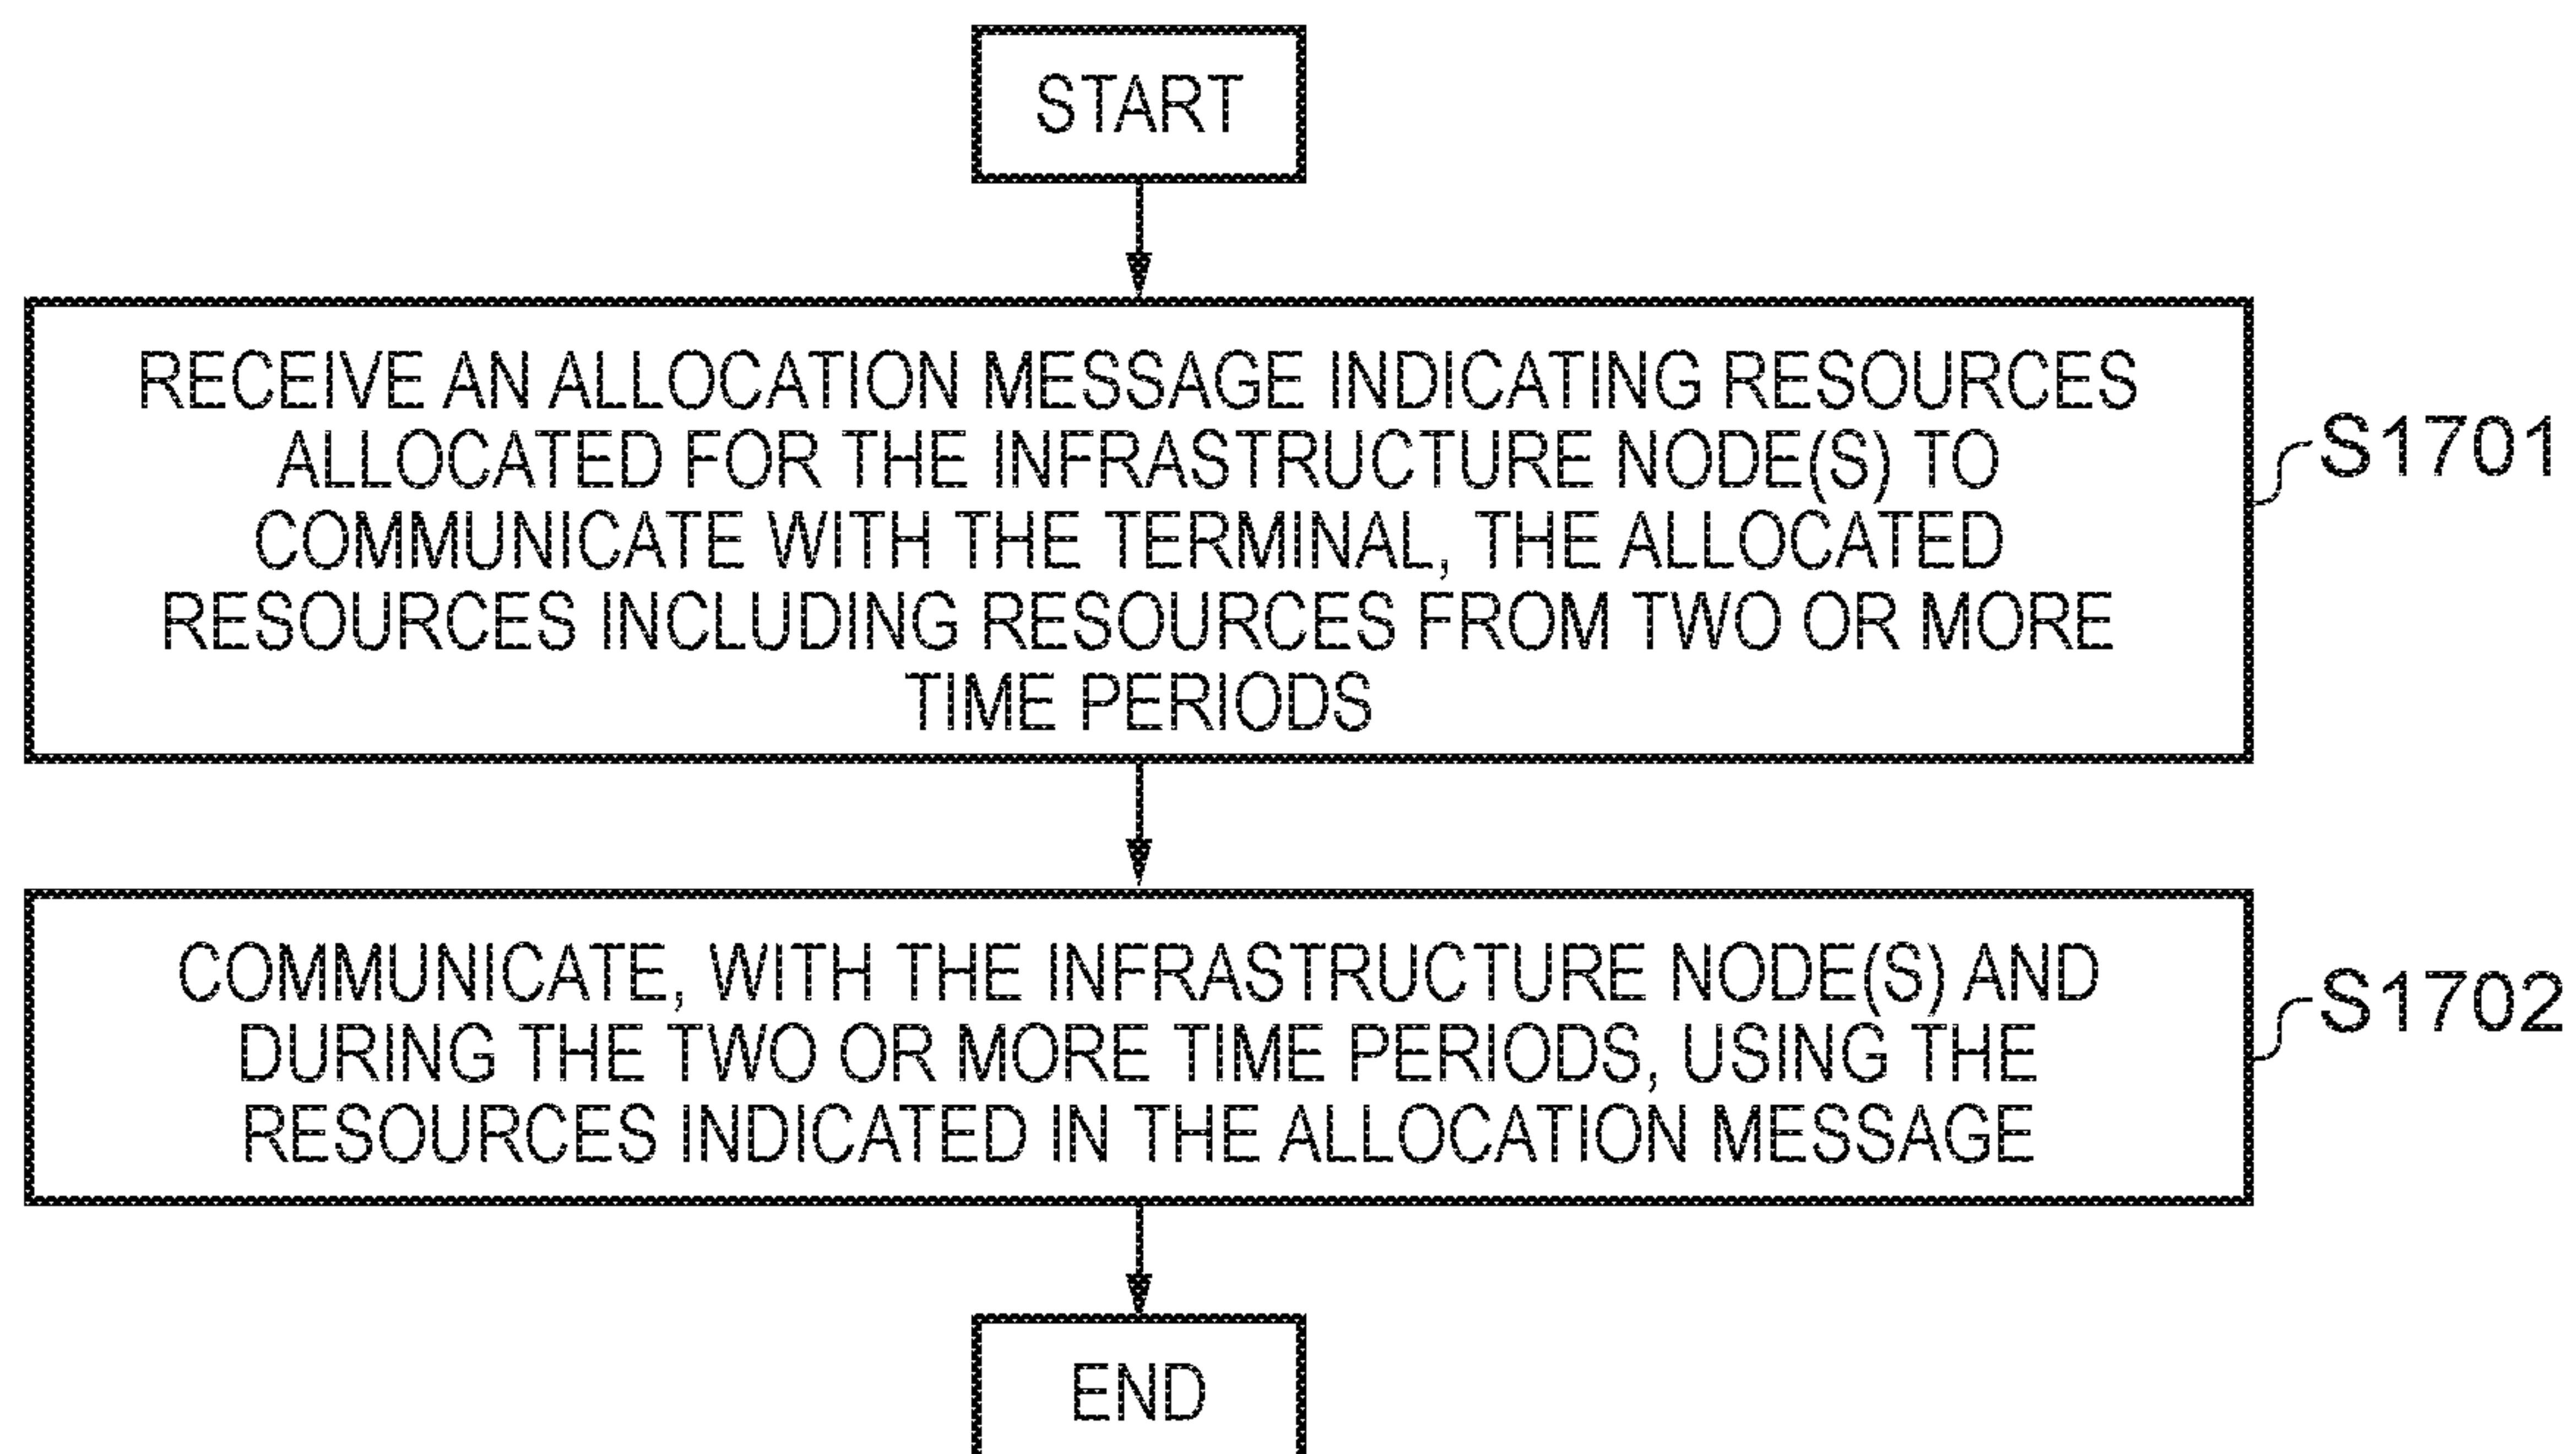 START
RECEIVE AN ALLOCATION MESSAGE INDICATING RESOURCES
ALLOCATED FOR THE INFRASTRUCTURE NODE(S) TO
COMMUNICATE WITH THE TERMINAL, THE ALLOCATED
RESOURCES INCLUDING RESOURCES FROM TWO OR MORE
TIME PERIODS
S1701
COMMUNICATE, WITH THE INFRASTRUCTURE NODE(S) AND
DURING THE TWO OR MORE TIME PERIODS, USING THE
RESOURCES INDICATED IN THE ALLOCATION MESSAGE
S1702
END